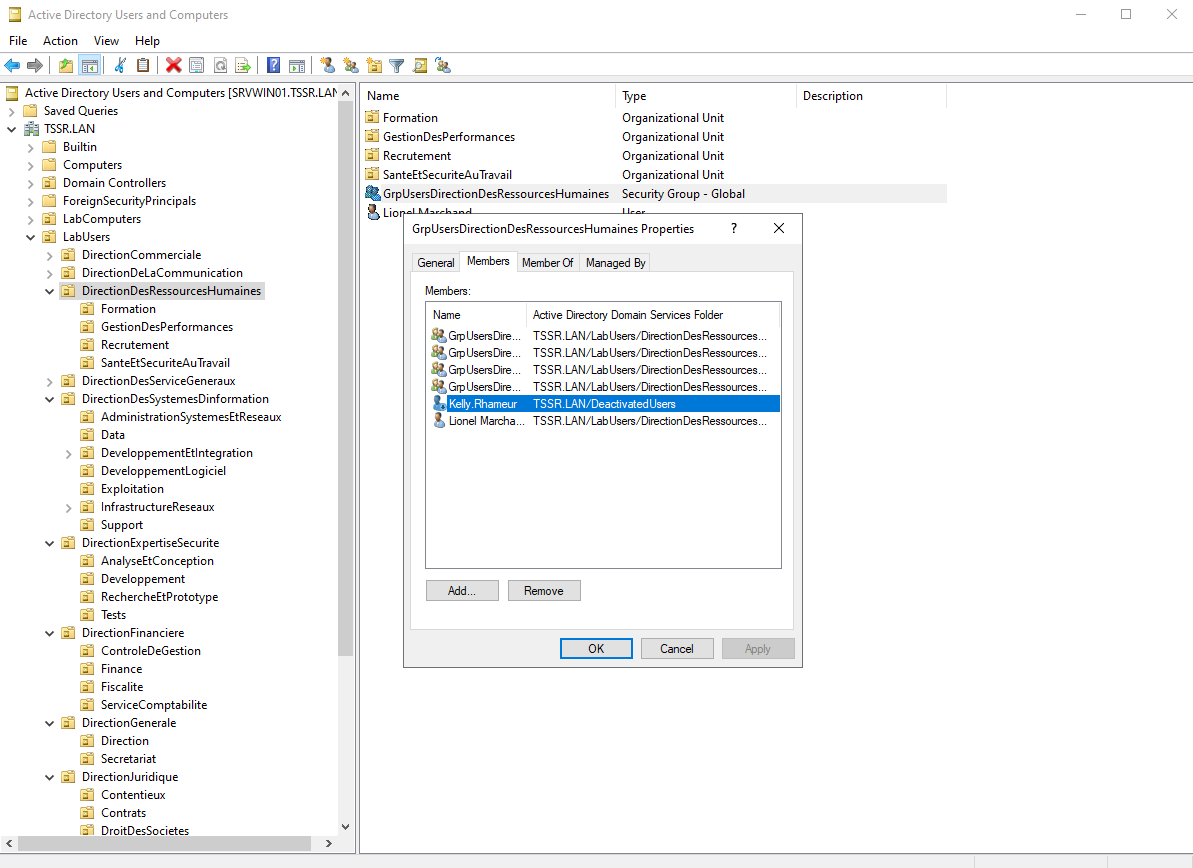 Active Directory Users and Computers
File Action View Help
Active Directory Users and Computers [SRVWIN01.TSSR.LAN
Saved Queries
TSSR.LAN
Builtin
Computers
Domain Controllers
ForeignSecurityPrincipals
LabComputers
LabUsers
DirectionCommerciale
DirectionDeLaCommunication
DirectionDesRessourcesHumaines
Formation
GestionDesPerformances
Recrutement
SanteEtSecuriteAuTravail
DirectionDesServiceGeneraux
DirectionDesSystemesDinformation
AdministrationSystemesEtReseaux
Data
DeveloppementEtIntegration
DeveloppementLogiciel
Exploitation
InfrastructureReseaux
Support
DirectionExpertiseSecurite
AnalyseEtConception
Developpement
RechercheEtPrototype
Tests
DirectionFinanciere
ControleDeGestion
Finance
Fiscalite
ServiceComptabilite
DirectionGenerale
Direction
Secretariat
DirectionJuridique
Contentieux
Contrats
DroitDesSocietes
Name Type Description
Formation Organizational Unit
GestionDesPerformances Organizational Unit
Recrutement Organizational Unit
SanteEtSecuriteAuTravail Organizational Unit
GrpUsersDirectionDesRessourcesHumaines Security Group - Global
Lionel Marchand User
GrpUsersDirectionDesRessourcesHumaines Properties ?
General Members Member Of Managed By
Members:
Name Active Directory Domain Services Folder
GrpUsersDire... TSSR.LAN/LabUsers/DirectionDesRessources...
GrpUsersDire... TSSR.LAN/LabUsers/DirectionDesRessources...
GrpUsersDire... TSSR.LAN/LabUsers/DirectionDesRessources...
GrpUsersDire... TSSR.LAN/LabUsers/DirectionDesRessources...
Kelly.Rhameur TSSR.LAN/DeactivatedUsers
Lionel Marcha... TSSR.LAN/LabUsers/DirectionDesRessources...
Add... Remove
OK Cancel Apply